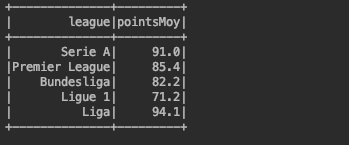 +--------------+---------+
|        league|pointsMoy|
+--------------+---------+
|       Serie A|     91.0|
|Premier League|     85.4|
|    Bundesliga|     82.2|
|       Ligue 1|     71.2|
|          Liga|     94.1|
+--------------+---------+